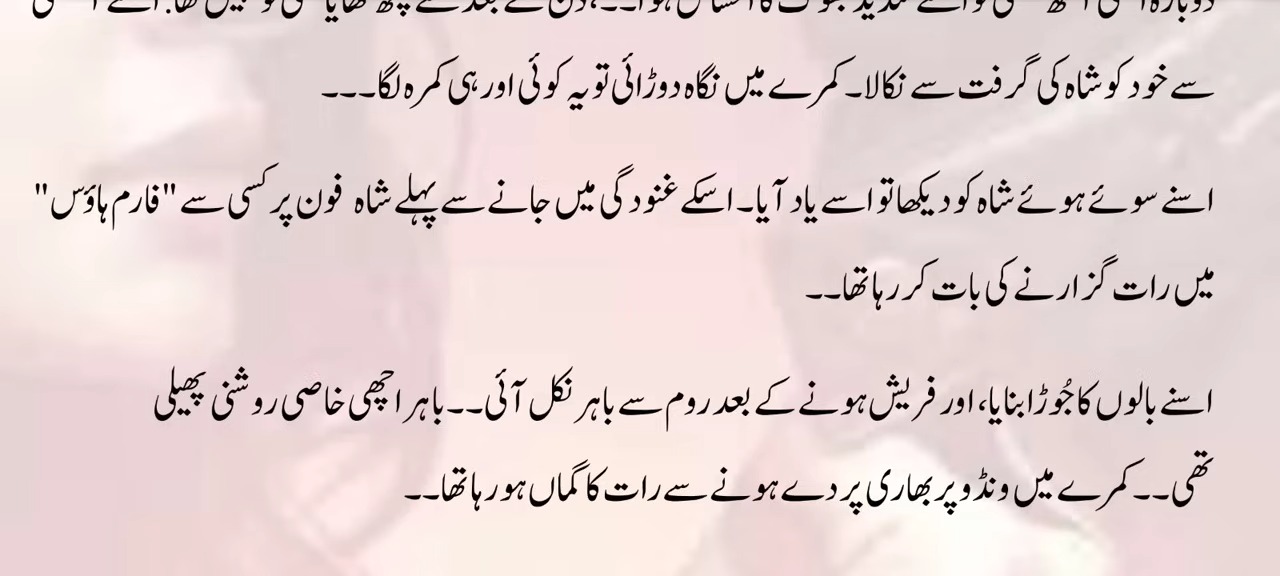 سے خود کو شاہ کی گرفت سے نکالا۔ کمرے میں نگاہ دوڑائی تو یہ کوئی اور ہی کمرہ لگا۔۔۔
اسنے سوئے ہوئے شاہ کو دیکھا تو اسے یاد آیا۔ اسکے غنودگی میں جانے سے پہلے شاہ فون پر کسی سے "فارم ہاؤس"
میں رات گزارنے کی بات کر رہا تھا۔۔
اسنے بالوں کا جُوڑا بنایا، اور فریش ہونے کے بعد روم سے باہر نکل آئی۔۔ باہر اچھی خاصی روشنی پھیلی
تھی۔۔ کمرے میں ونڈو پر بھاری پردے ہونے سے رات کا گماں ہو رہا تھا۔۔